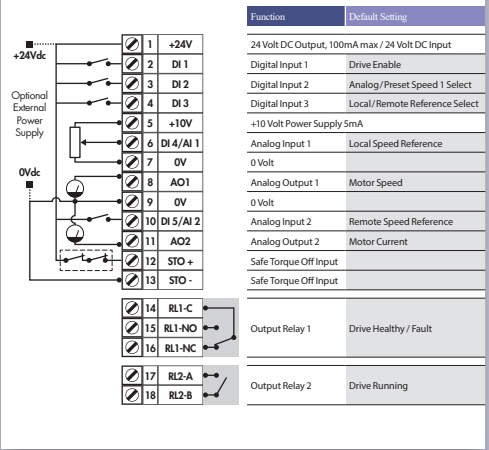 Function Default Setting
+24Vdc
Optional
External
Power
Supply
0Vdc
1 +24V 24 Volt DC Output, 100mA max / 24 Volt DC Input
2 DI 1 Digital Input 1 Drive Enable
3 DI 2 Digital Input 2 Analog/Preset Speed 1 Select
4 DI 3 Digital Input 3 Local/Remote Reference Select
5 +10V +10 Volt Power Supply 5mA
6 DI 4/AI 1 Analog Input 1 Local Speed Reference
7 0V 0 Volt
8 AO1 Analog Output 1 Motor Speed
9 0V 0 Volt
10 DI 5/AI 2 Analog Input 2 Remote Speed Reference
11 AO2 Analog Output 2 Motor Current
12 STO + Safe Torque Off Input
13 STO - Safe Torque Off Input
14 RL1-C
15 RL1-NO Output Relay 1 Drive Healthy / Fault
16 RL1-NC
17 RL2-A
Output Relay 2 Drive Running
18 RL2-B